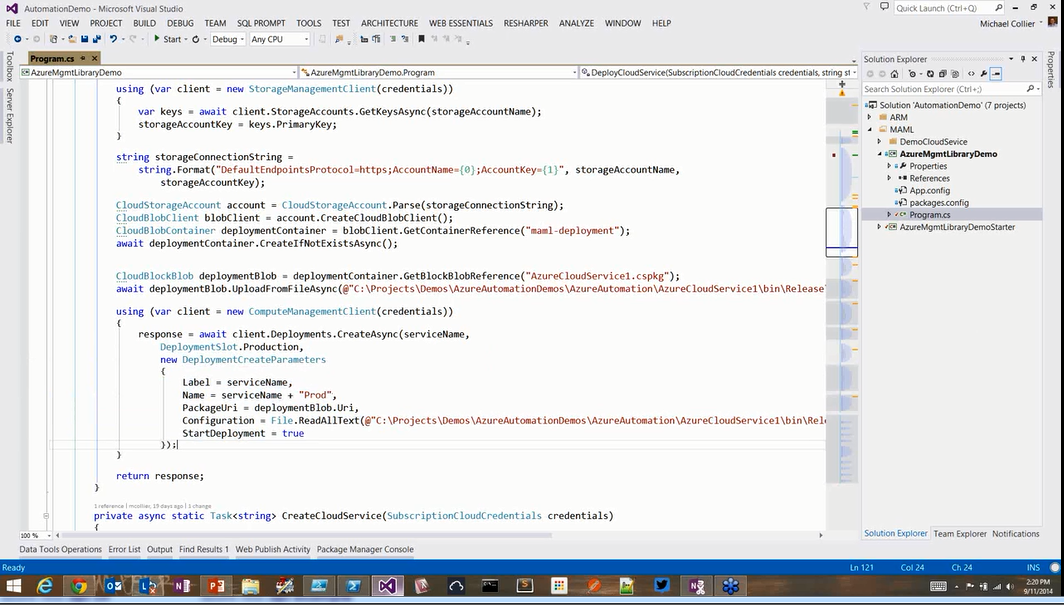 AutomationDemo - Microsoft Visual Studio
Quick Launch (Ctrl+Q)
FILE EDIT VIEW PROJECT BUILD DEBUG TEAM SQL PROMPT TOOLS TEST ARCHITECTURE WEB ESSENTIALS RESHARPER ANALYZE WINDOW HELP
Michael Collier
Start Debug Any CPU
Toolbox
Server Explorer
Program.cs
AzureMgmtLibraryDemo AzureMgmtLibraryDemo.Program DeployCloudService(SubscriptionCloudCredentials credentials, string st
using (var client = new StorageManagementClient(credentials))
{
var keys = await client.StorageAccounts.GetKeysAsync(storageAccountName);
storageAccountKey = keys.PrimaryKey;
}
string storageConnectionString =
string.Format("DefaultEndpointsProtocol=https;AccountName={0};AccountKey={1}", storageAccountName,
storageAccountKey);
CloudStorageAccount account = CloudStorageAccount.Parse(storageConnectionString);
CloudBlobClient blobClient = account.CreateCloudBlobClient();
CloudBlobContainer deploymentContainer = blobClient.GetContainerReference("maml-deployment");
await deploymentContainer.CreateIfNotExistsAsync();
CloudBlockBlob deploymentBlob = deploymentContainer.GetBlockBlobReference("AzureCloudService1.cspkg");
await deploymentBlob.UploadFromFileAsync(@"C:\Projects\Demos\AzureAutomationDemos\AzureAutomation\AzureCloudService1\bin\Release
using (var client = new ComputeManagementClient(credentials))
{
response = await client.Deployments.CreateAsync(serviceName,
DeploymentSlot.Production,
new DeploymentCreateParameters
{
Label = serviceName,
Name = serviceName + "Prod",
PackageUri = deploymentBlob.Uri,
Configuration = File.ReadAllText(@"C:\Projects\Demos\AzureAutomationDemos\AzureAutomation\AzureCloudService1\bin\Rele
StartDeployment = true
});
}
return response;
}
1 reference | mcollier, 19 days ago | 1 change
private async static Task<string> CreateCloudService(SubscriptionCloudCredentials credentials)
{
100 %
Solution Explorer
Search Solution Explorer (Ctrl+;)
Solution 'AutomationDemo' (7 projects)
ARM
MAML
DemoCloudSevice
AzureMgmtLibraryDemo
Properties
References
App.config
packages.config
Program.cs
AzureMgmtLibraryDemoStarter
Properties
Solution Explorer Team Explorer Notifications
Data Tools Operations Error List Output Find Results 1 Web Publish Activity Package Manager Console
Ready Ln 121 Col 24 Ch 24 INS
2:20 PM
9/11/2014